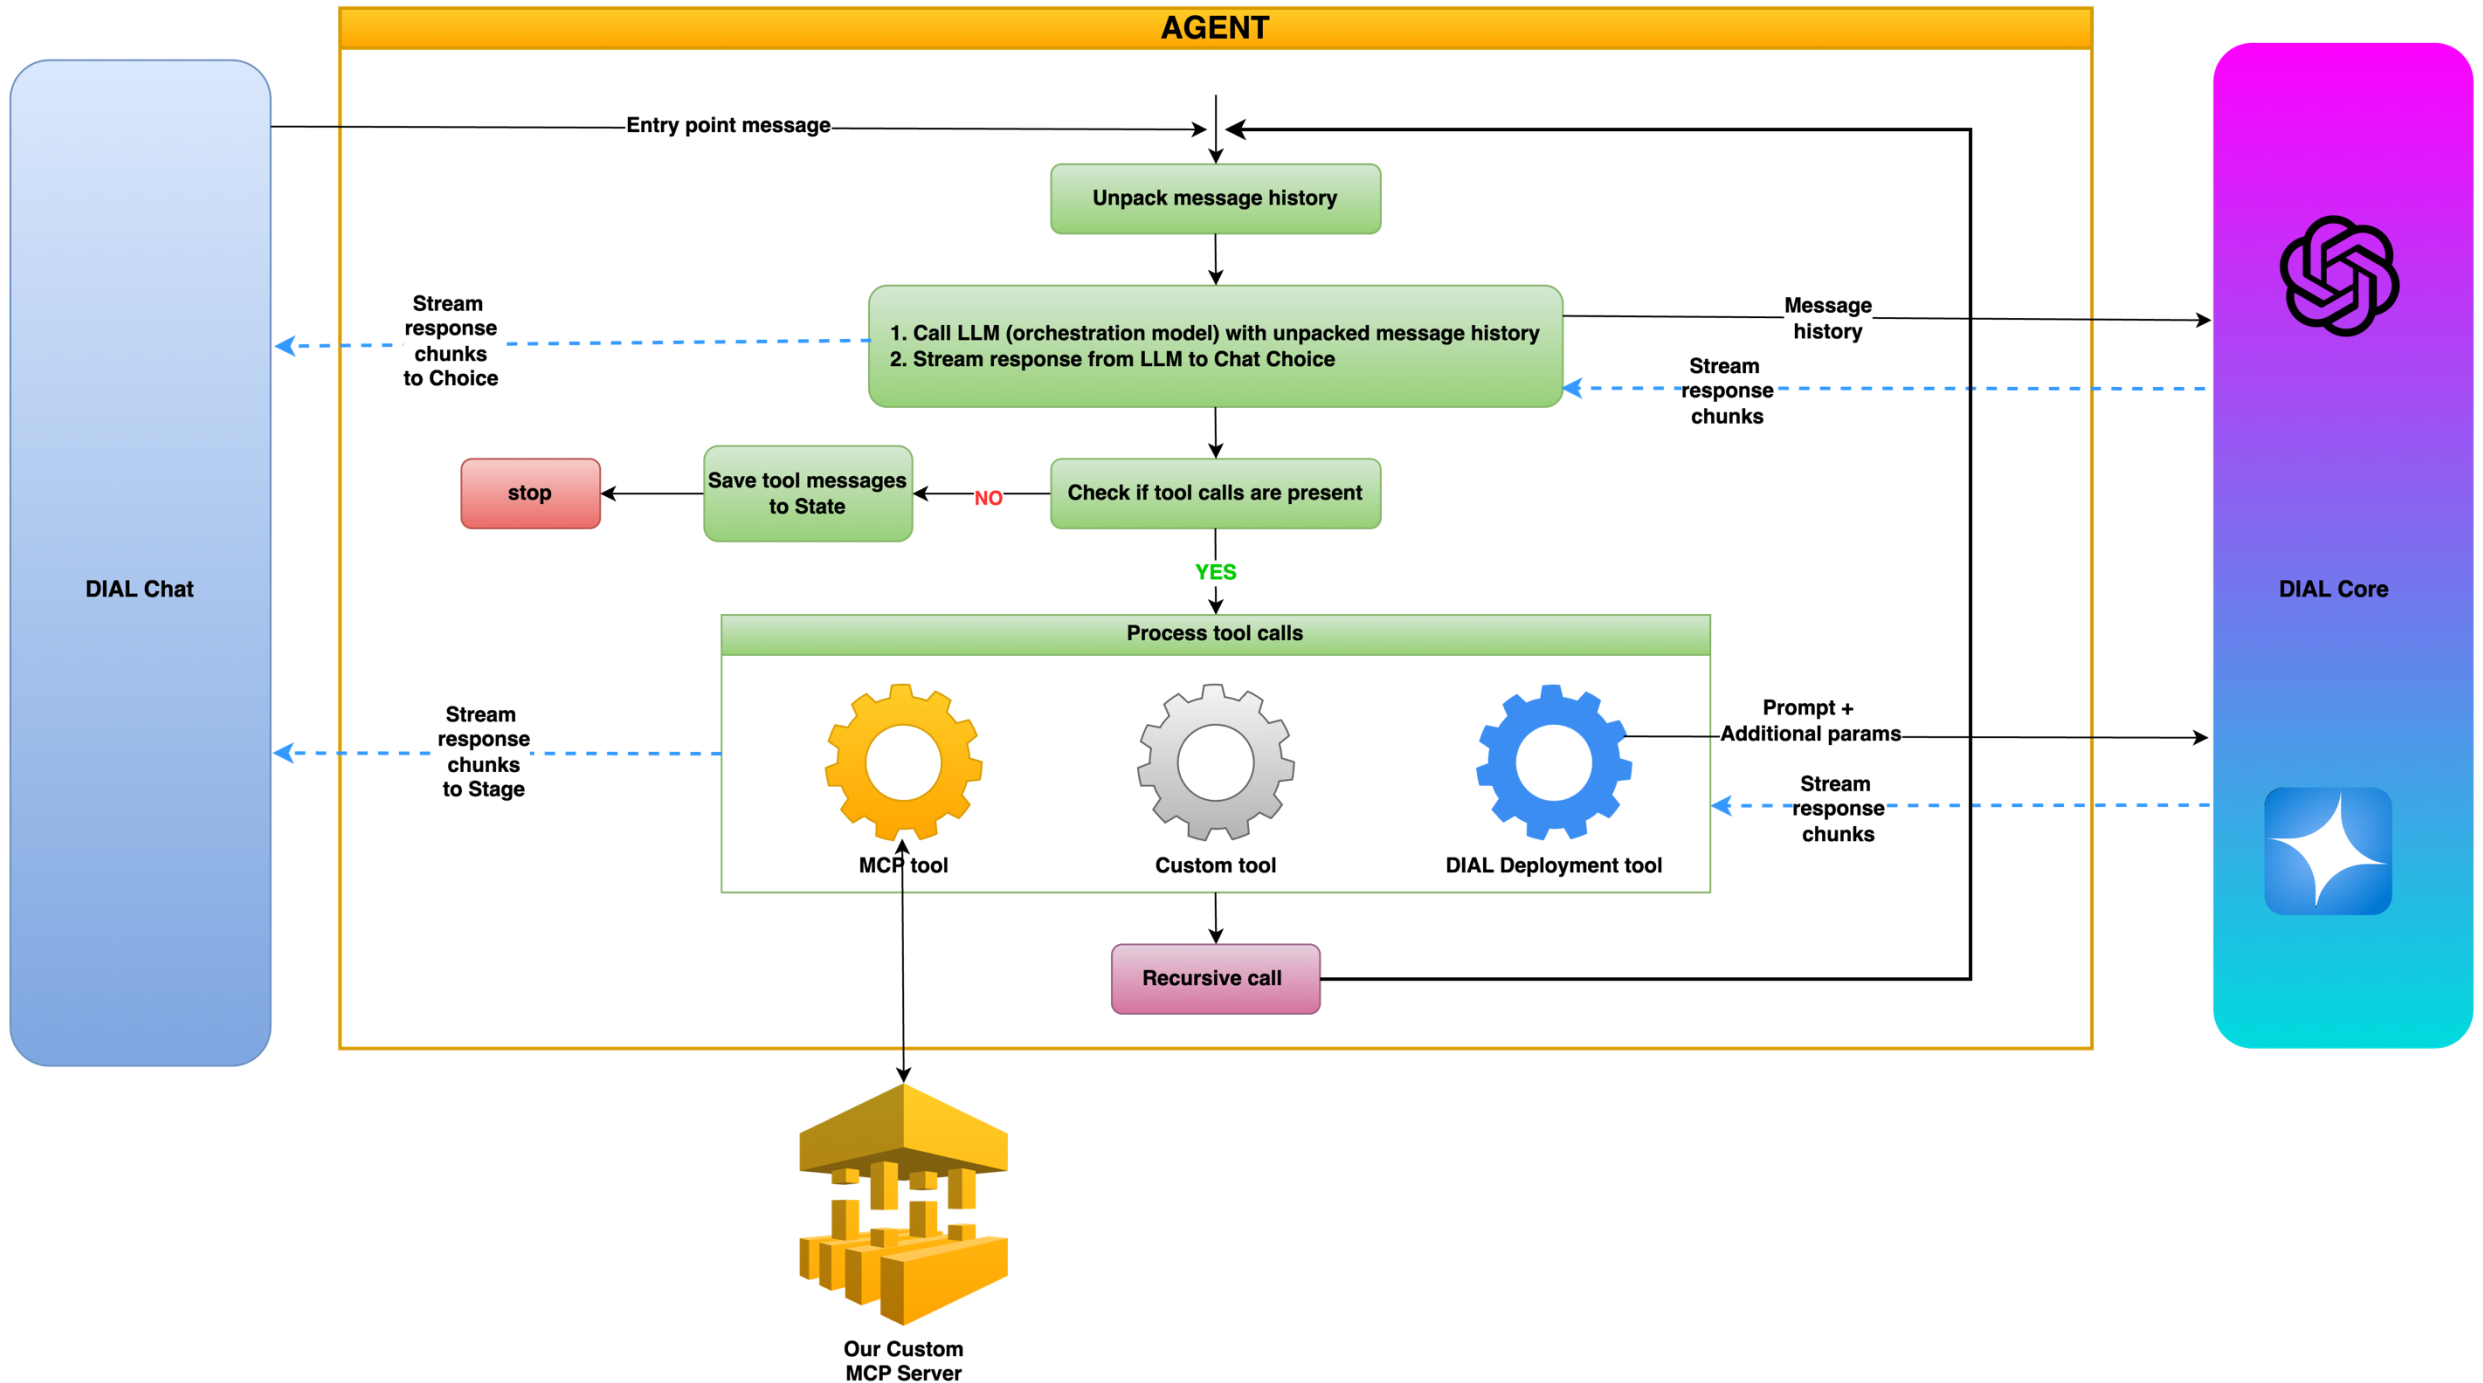 AGENT
Entry point message
Unpack message history
Stream
response
chunks
to Choice
1. Call LLM (orchestration model) with unpacked message history
2. Stream response from LLM to Chat Choice
Message
history
Stream
response
chunks
stop
Save tool messages
to State
NO
Check if tool calls are present
YES
DIAL Chat
DIAL Core
Process tool calls
Stream
response
chunks
to Stage
Prompt +
Additional params
Stream
response
chunks
MCP tool
Custom tool
DIAL Deployment tool
Recursive call
Our Custom
MCP Server